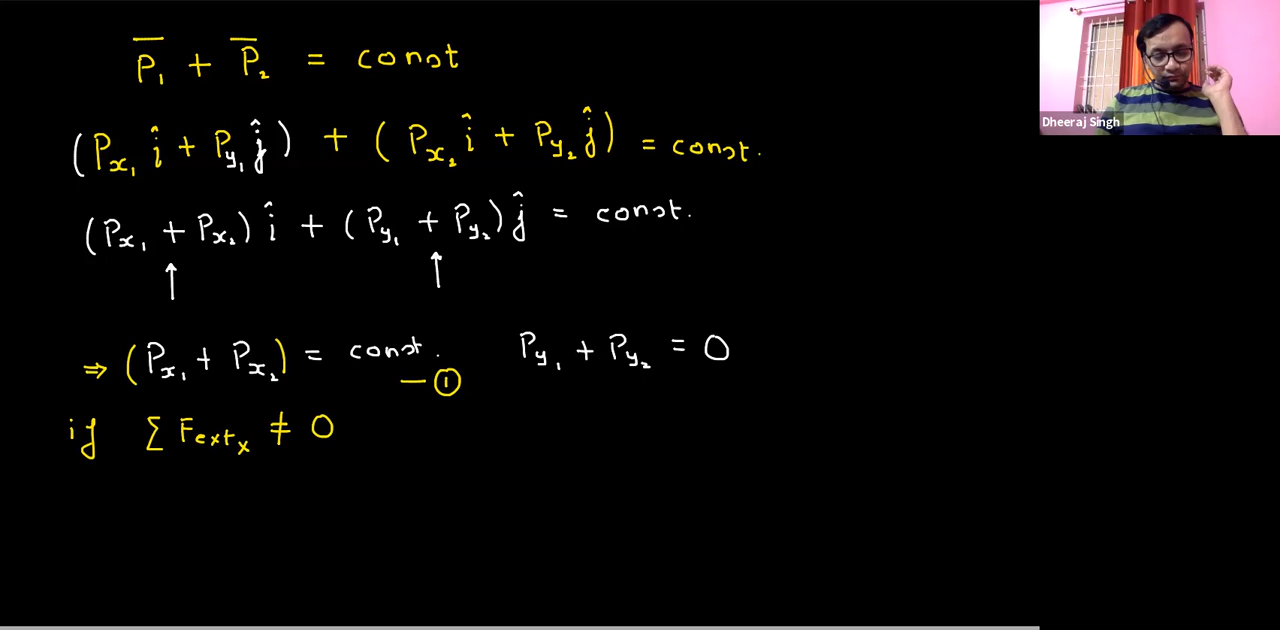 P̅₁ + P̅₂ = const
(Pₓ₁ î + Py₁ ĵ) + (Pₓ₂ î + Py₂ ĵ) = const.
(Pₓ₁ + Pₓ₂) î + (Py₁ + Py₂) ĵ = const.
↑ ↑
⇒ (Pₓ₁ + Pₓ₂) = const. — ① Py₁ + Py₂ = 0
if Σ Fextₓ ≠ 0
Dheeraj Singh